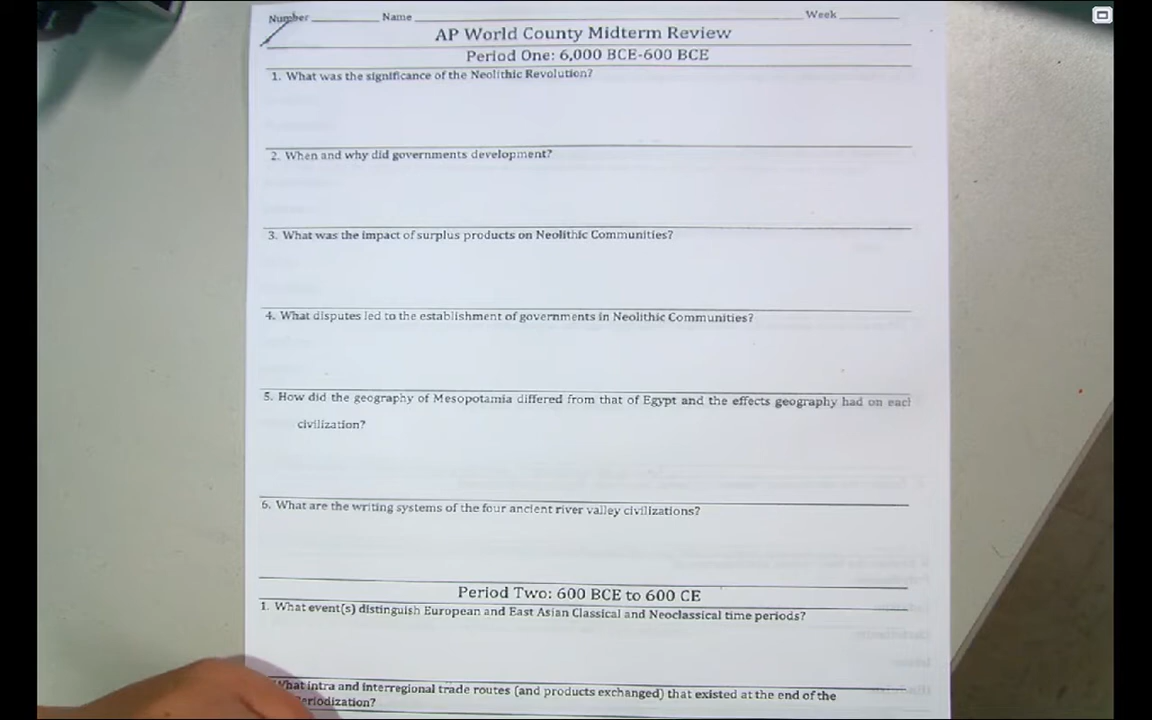 Number Name Week
AP World County Midterm Review
Period One: 6,000 BCE-600 BCE
1. What was the significance of the Neolithic Revolution?
2. When and why did governments development?
3. What was the impact of surplus products on Neolithic Communities?
4. What disputes led to the establishment of governments in Neolithic Communities?
5. How did the geography of Mesopotamia differed from that of Egypt and the effects geography had on each
civilization?
6. What are the writing systems of the four ancient river valley civilizations?
Period Two: 600 BCE to 600 CE
1. What event(s) distinguish European and East Asian Classical and Neoclassical time periods?
What intra and interregional trade routes (and products exchanged) that existed at the end of the
Periodization?